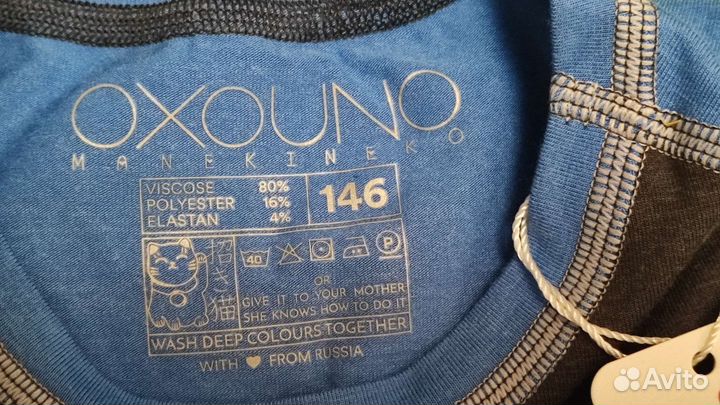 OXOUNO
MANEKINEKO
VISCOSE 80%
POLYESTER 16%
ELASTAN 4%
146
招き猫
40
P
OR
GIVE IT TO YOUR MOTHER
SHE KNOWS HOW TO DO IT
WASH DEEP COLOURS TOGETHER
WITH ♥ FROM RUSSIA
Avito